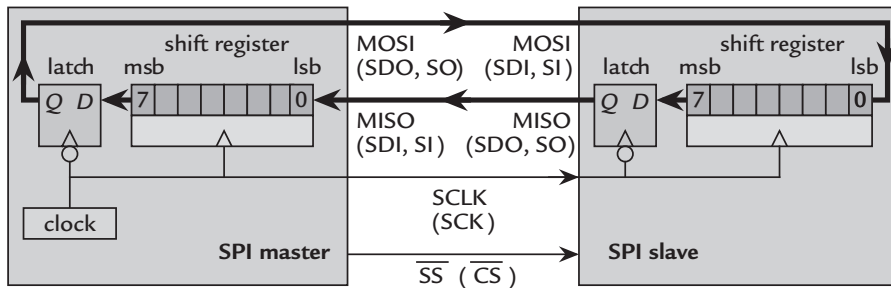 shift register
latch
msb
lsb
Q D
7
0
clock
SPI master
MOSI
(SDO, SO)
MOSI
(SDI, SI)
MISO
(SDI, SI)
MISO
(SDO, SO)
SCLK
(SCK)
SS (CS)
shift register
latch
msb
lsb
Q D
7
0
SPI slave